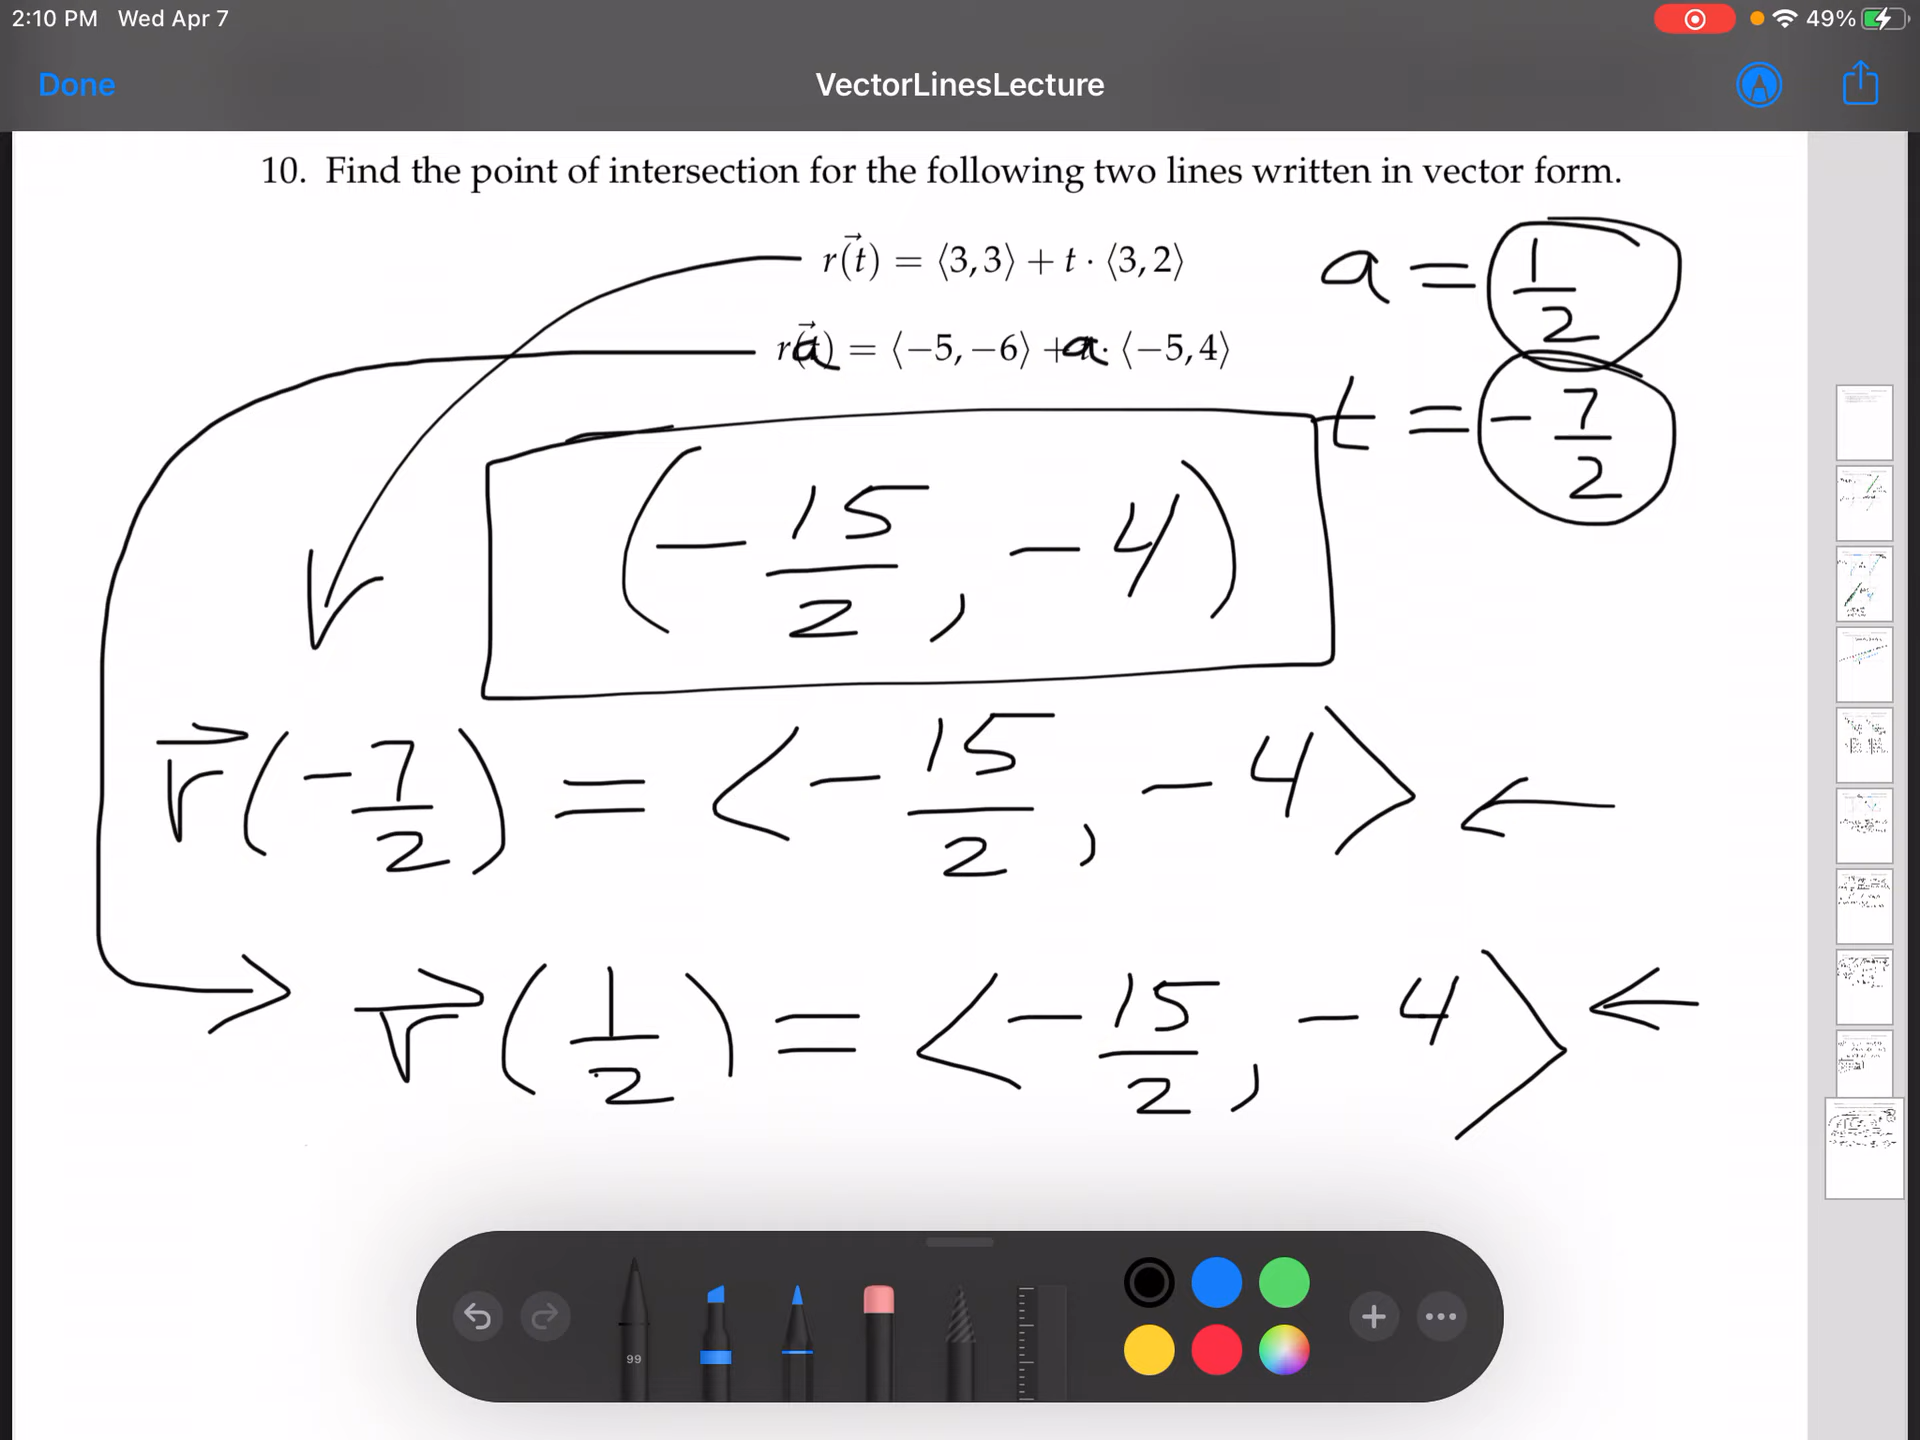 2:10 PM Wed Apr 7 49%
Done VectorLinesLecture
10. Find the point of intersection for the following two lines written in vector form.
r(t)⃗ = ⟨3, 3⟩ + t · ⟨3, 2⟩ a = 1/2
r(a)⃗ = ⟨−5, −6⟩ + a · ⟨−5, 4⟩
t = − 7/2
(− 15/2 , − 4)
r⃗(− 7/2) = < − 15/2 , − 4 > ←
r⃗(1/2) = < − 15/2 , − 4 > ←
99